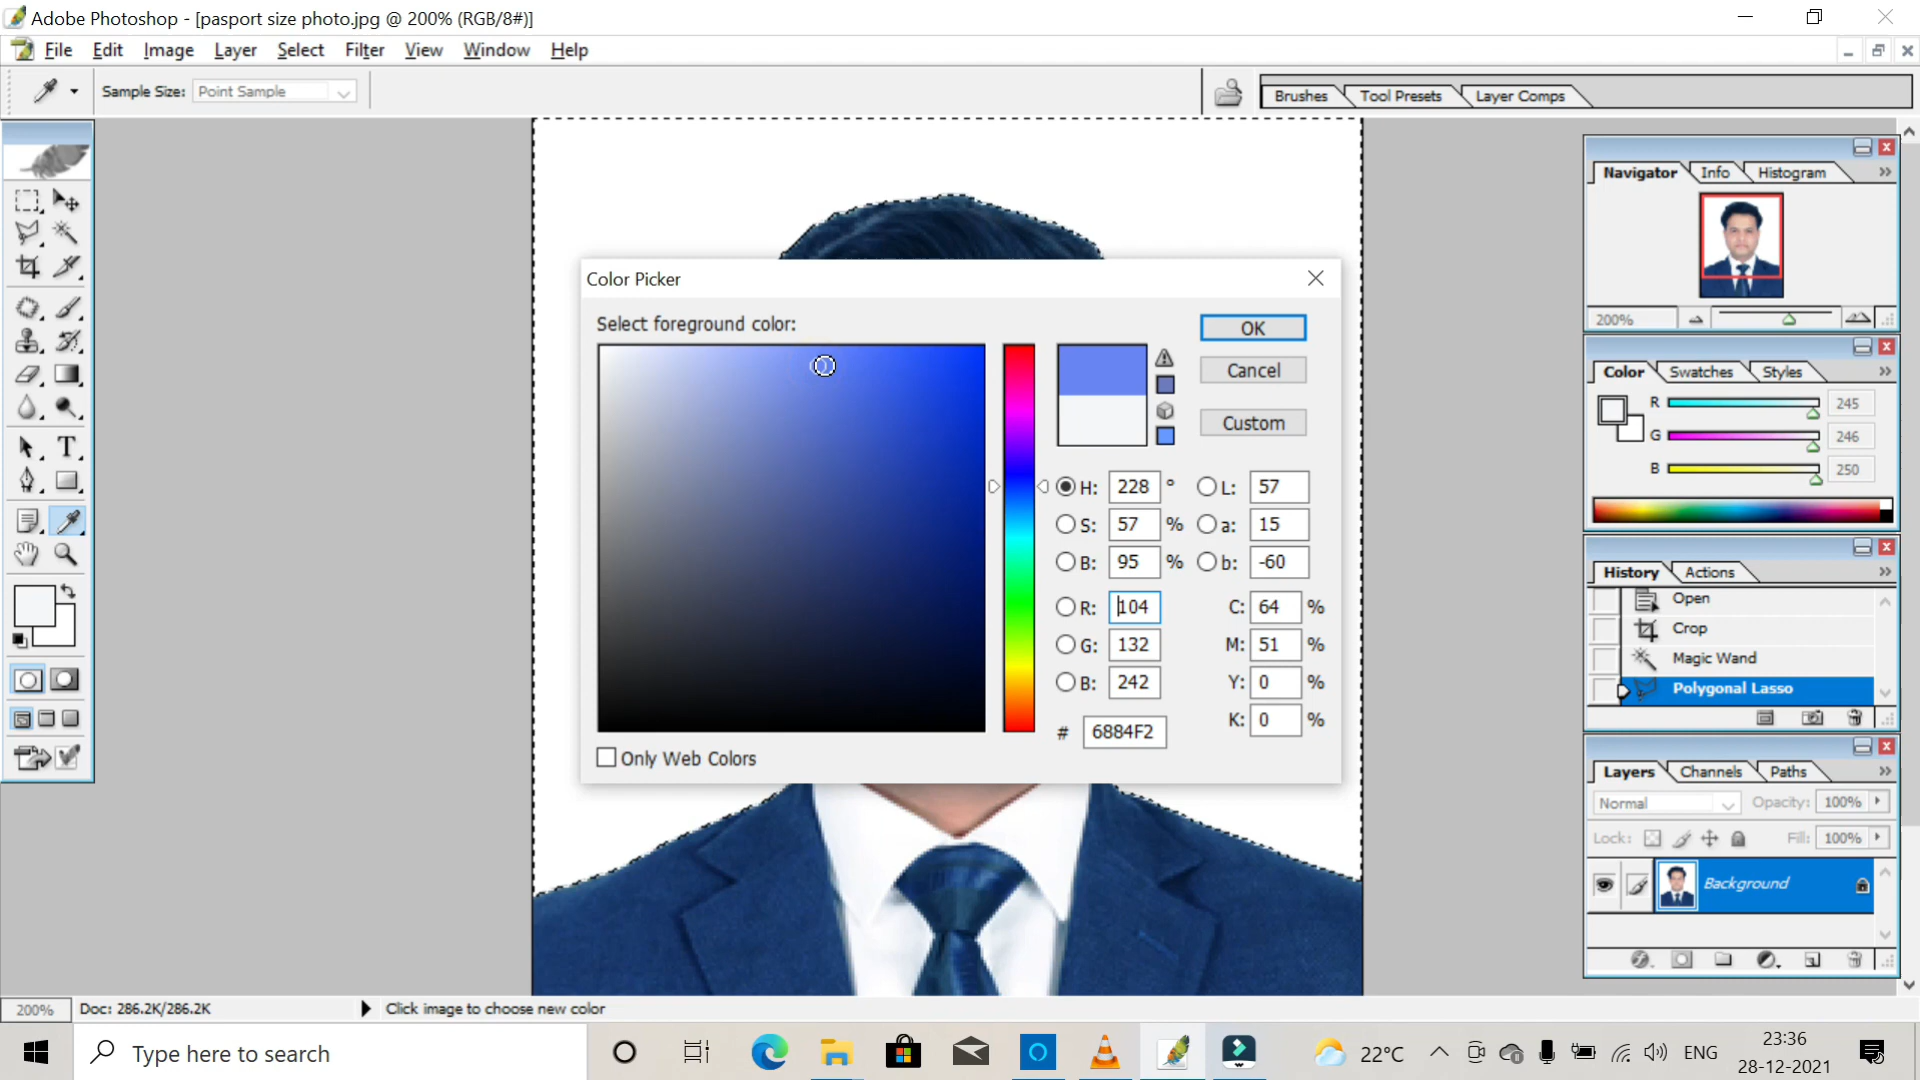 Adobe Photoshop - [pasport size photo.jpg @ 200% (RGB/8#)]
File Edit Image Layer Select Filter View Window Help
Sample Size: Point Sample
Brushes Tool Presets Layer Comps
Navigator Info Histogram
200%
Color Picker
Select foreground color:
OK
Cancel
Custom
H: 228 °
S: 57 %
B: 95 %
R: 104
G: 132
B: 242
# 6884F2
L: 57
a: 15
b: -60
C: 64 %
M: 51 %
Y: 0 %
K: 0 %
Only Web Colors
Color Swatches Styles
R 245
G 246
B 250
History Actions
Open
Crop
Magic Wand
Polygonal Lasso
Layers Channels Paths
Normal Opacity: 100%
Lock: Fill: 100%
Background
T
200% Doc: 286.2K/286.2K Click image to choose new color
Type here to search
22°C ENG
23:36
28-12-2021